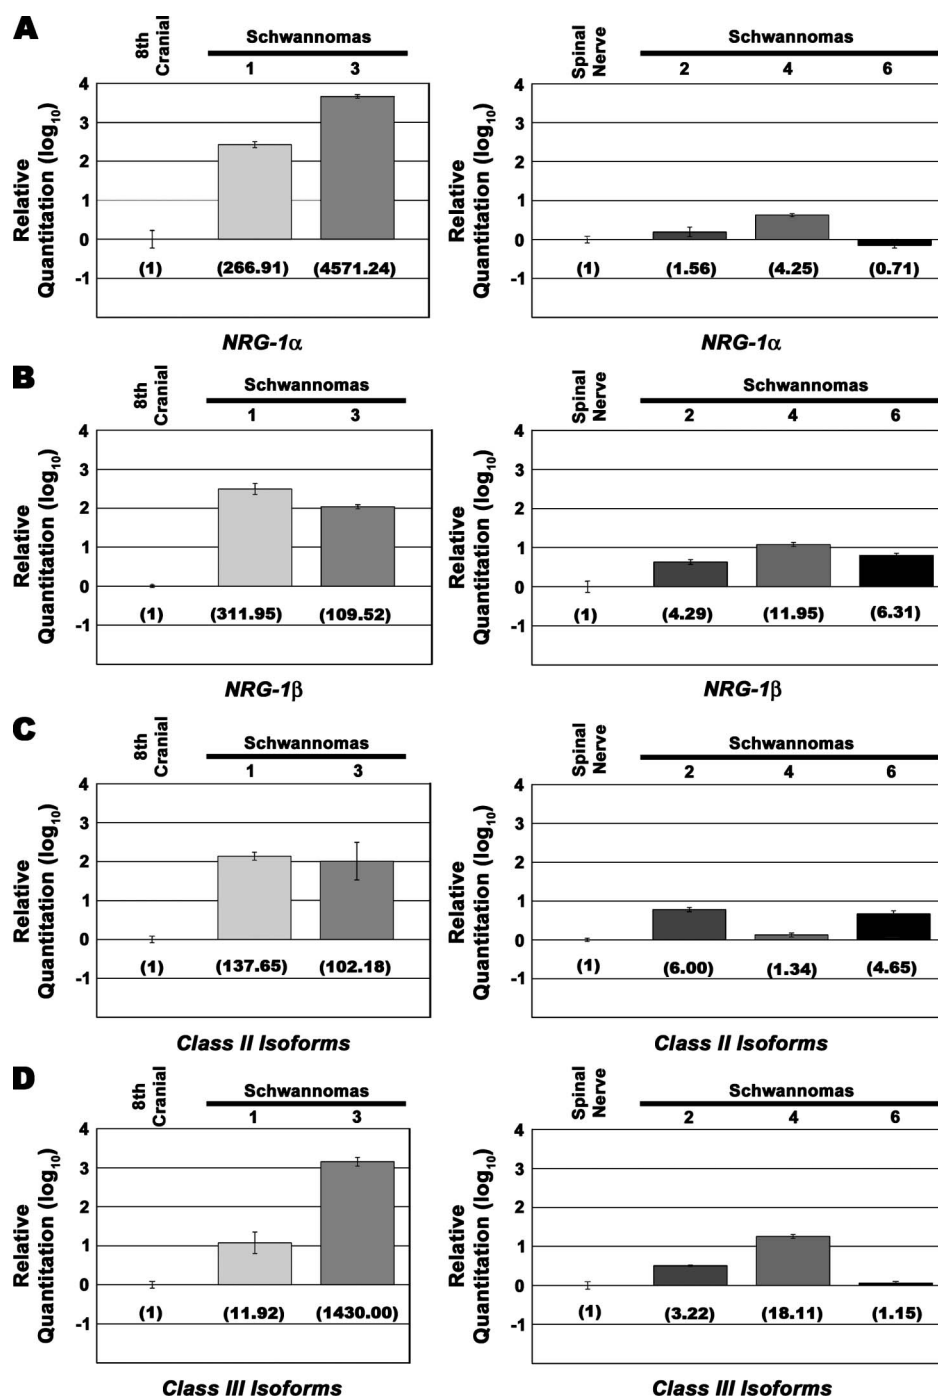 A
8th
Cranial
Schwannomas
1 3
Relative
Quantitation (log10)
4
3
2
1
0
-1
(1) (266.91) (4571.24)
NRG-1α
Spinal
Nerve
Schwannomas
2 4 6
Relative
Quantitation (log10)
4
3
2
1
0
-1
(1) (1.56) (4.25) (0.71)
NRG-1α
B
8th
Cranial
Schwannomas
1 3
Relative
Quantitation (log10)
4
3
2
1
0
-1
(1) (311.95) (109.52)
NRG-1β
Spinal
Nerve
Schwannomas
2 4 6
Relative
Quantitation (log10)
4
3
2
1
0
-1
(1) (4.29) (11.95) (6.31)
NRG-1β
C
8th
Cranial
Schwannomas
1 3
Relative
Quantitation (log10)
4
3
2
1
0
-1
(1) (137.65) (102.18)
Class II Isoforms
Spinal
Nerve
Schwannomas
2 4 6
Relative
Quantitation (log10)
4
3
2
1
0
-1
(1) (6.00) (1.34) (4.65)
Class II Isoforms
D
8th
Cranial
Schwannomas
1 3
Relative
Quantitation (log10)
4
3
2
1
0
-1
(1) (11.92) (1430.00)
Class III Isoforms
Spinal
Nerve
Schwannomas
2 4 6
Relative
Quantitation (log10)
4
3
2
1
0
-1
(1) (3.22) (18.11) (1.15)
Class III Isoforms